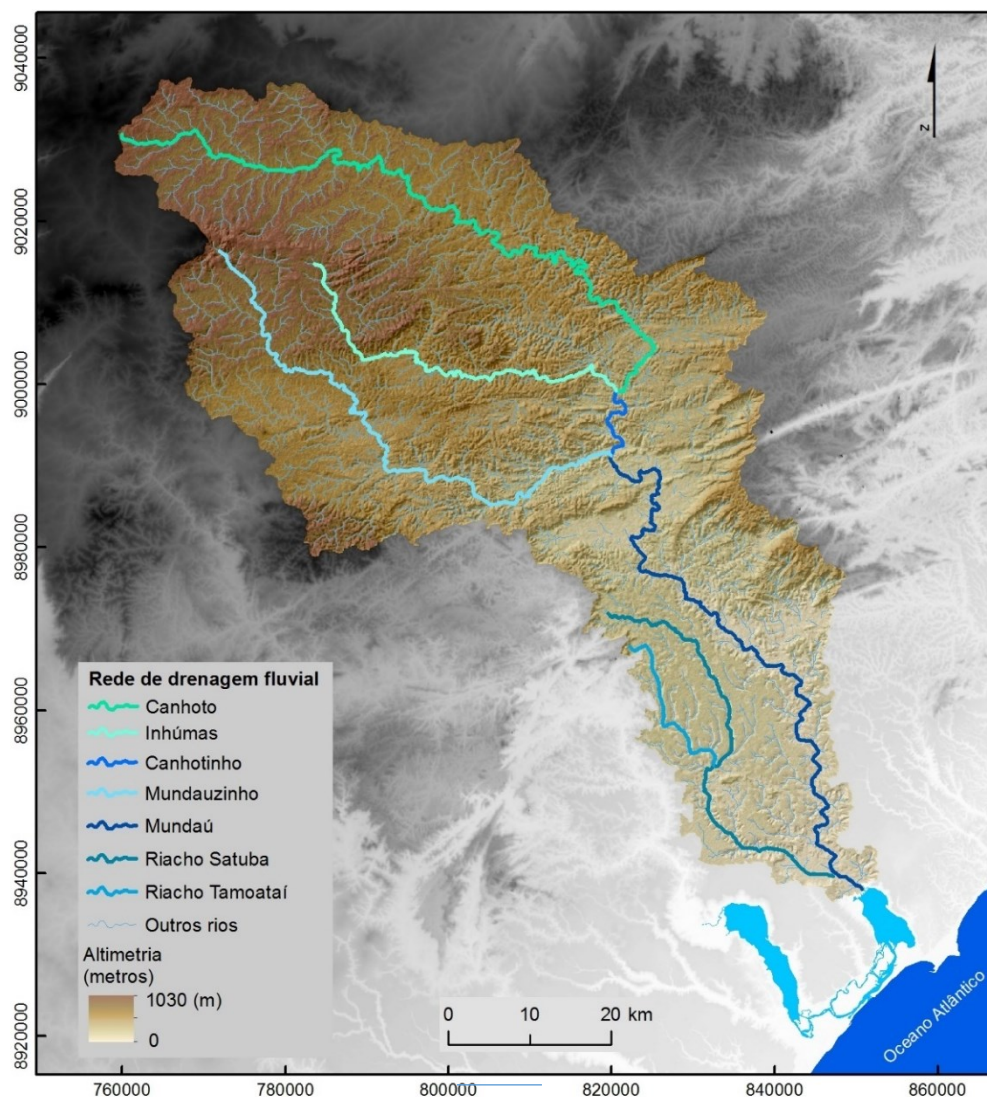 9040000
9020000
9000000
8980000
8960000
8940000
8920000
z
Rede de drenagem fluvial
Canhoto
Inhúmas
Canhotinho
Mundauzinho
Mundaú
Riacho Satuba
Riacho Tamoataí
Outros rios
Altimetria
(metros)
1030 (m)
0
0 10 20 km
Oceano Atlântico
760000 780000 800000 820000 840000 860000